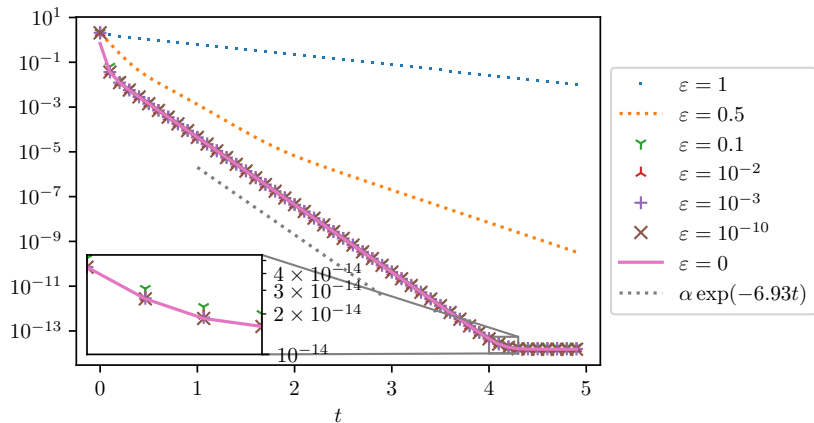 10¹
10⁻¹
10⁻³
10⁻⁵
10⁻⁷
10⁻⁹
10⁻¹¹
10⁻¹³
4 × 10⁻¹⁴
3 × 10⁻¹⁴
2 × 10⁻¹⁴
10⁻¹⁴
0 1 2 3 4 5
t
ε = 1
ε = 0.5
ε = 0.1
ε = 10⁻²
ε = 10⁻³
ε = 10⁻¹⁰
ε = 0
α exp(−6.93t)